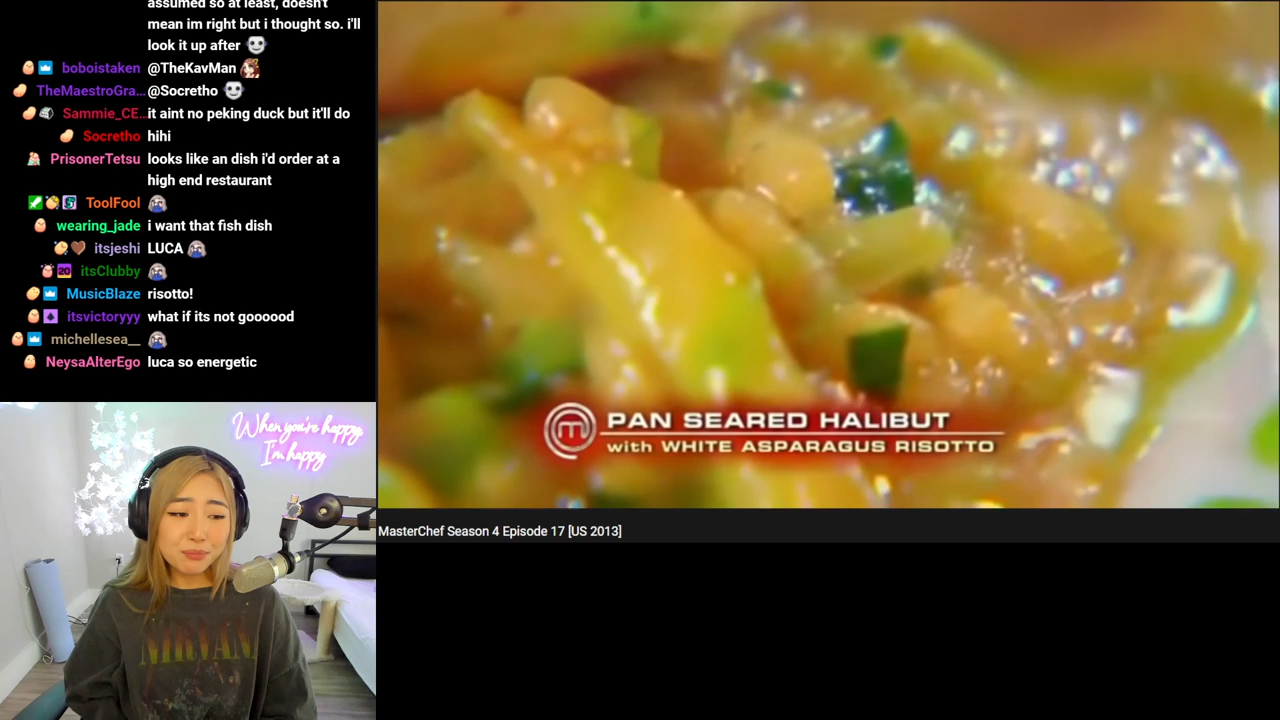 assumed so at least, doesn't
mean im right but i thought so. i'll
look it up after
boboistaken @TheKavMan
TheMaestroGra... @Socretho
Sammie_CE... it aint no peking duck but it'll do
Socretho hihi
PrisonerTetsu looks like an dish i'd order at a
high end restaurant
ToolFool
wearing_jade i want that fish dish
itsjeshi LUCA
20 itsClubby
MusicBlaze risotto!
itsvictoryyy what if its not goooood
michellesea__
NeysaAlterEgo luca so energetic
When you're happy
I'm happy
NIRVANA
PAN SEARED HALIBUT
with WHITE ASPARAGUS RISOTTO
MasterChef Season 4 Episode 17 [US 2013]